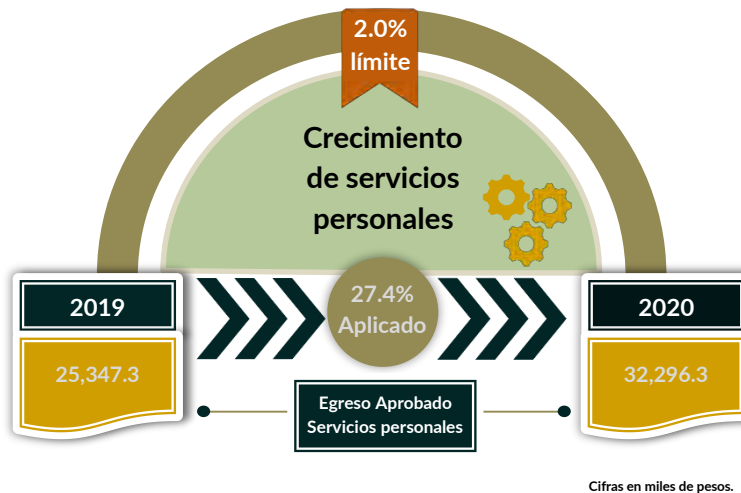 2.0%
límite
Crecimiento
de servicios
personales
2019
27.4%
Aplicado
2020
25,347.3
32,296.3
Egreso Aprobado
Servicios personales
Cifras en miles de pesos.